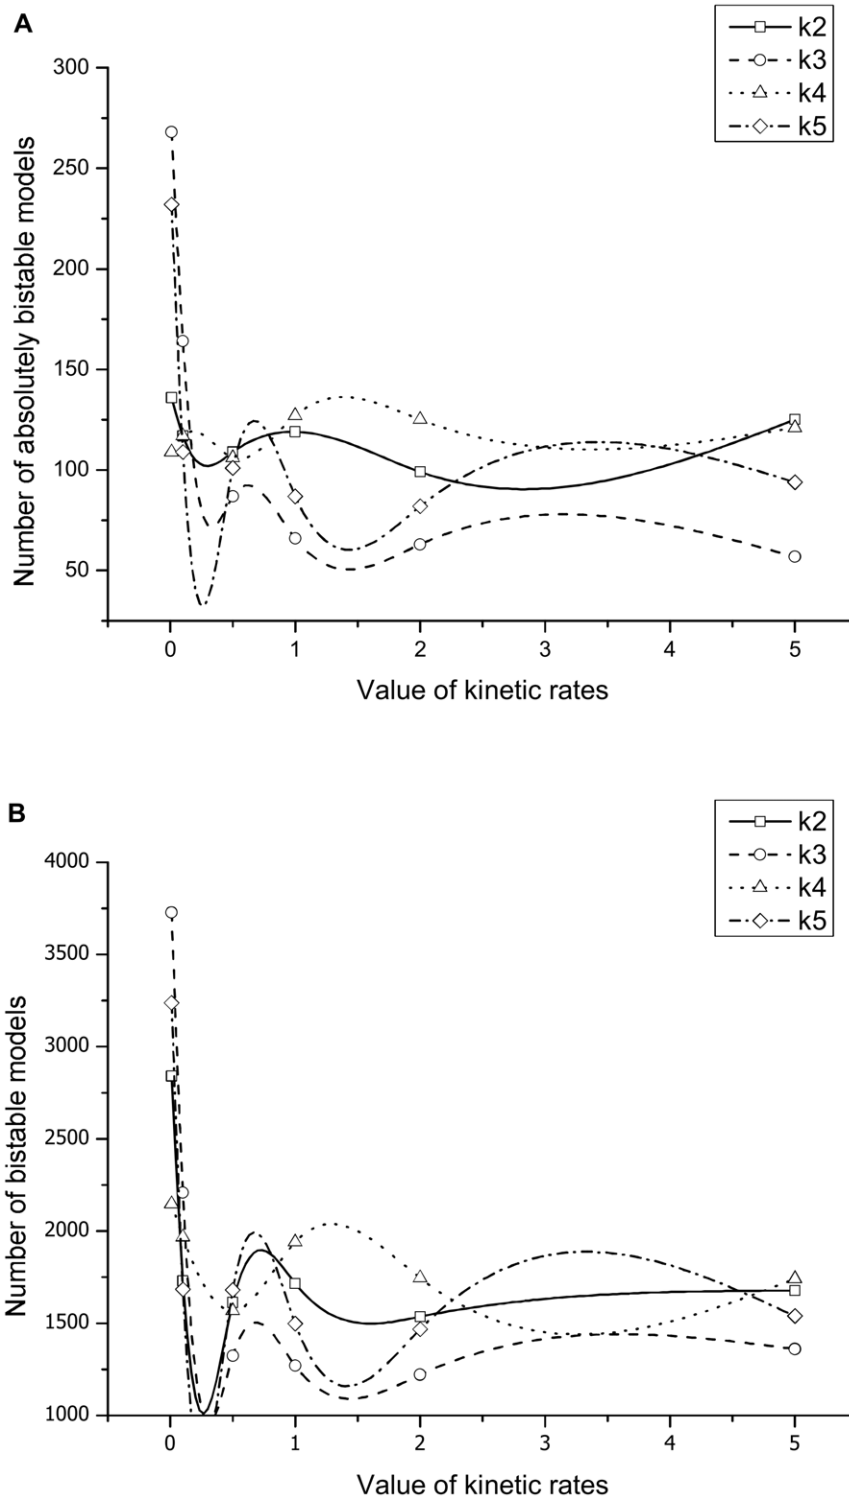 A
k2
k3
k4
k5
300
250
200
150
100
50
Number of absolutely bistable models
0 1 2 3 4 5
Value of kinetic rates
B
k2
k3
k4
k5
4000
3500
3000
2500
2000
1500
1000
Number of bistable models
0 1 2 3 4 5
Value of kinetic rates